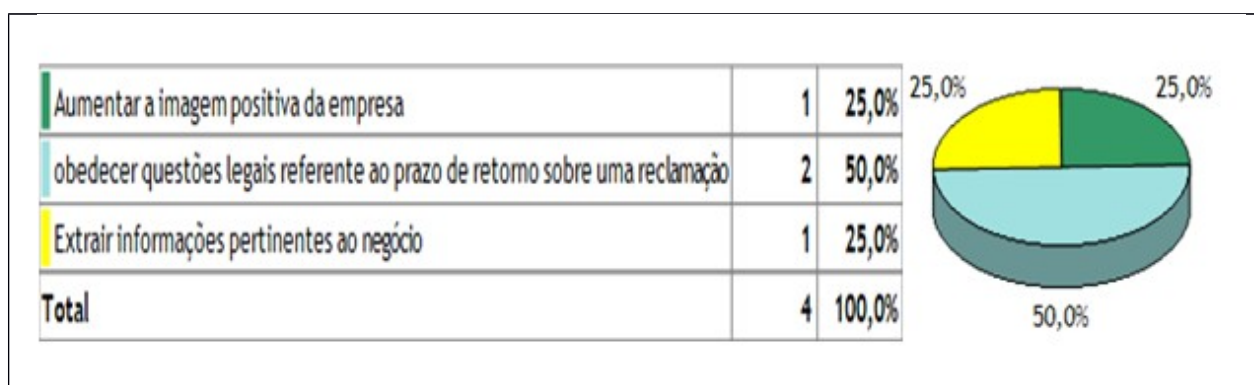 Aumentar a imagem positiva da empresa 1 25,0%
obedecer questões legais referente ao prazo de retorno sobre uma reclamação 2 50,0%
Extrair informações pertinentes ao negócio 1 25,0%
Total 4 100,0%
25,0% 25,0%
50,0%